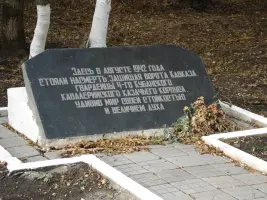 Здесь в августе 1942 года
стояли насмерть, защищая ворота Кавказа,
гвардейцы 4-го Кубанского
кавалерийского казачьего корпуса,
удивив мир своей стойкостью
и величием духа